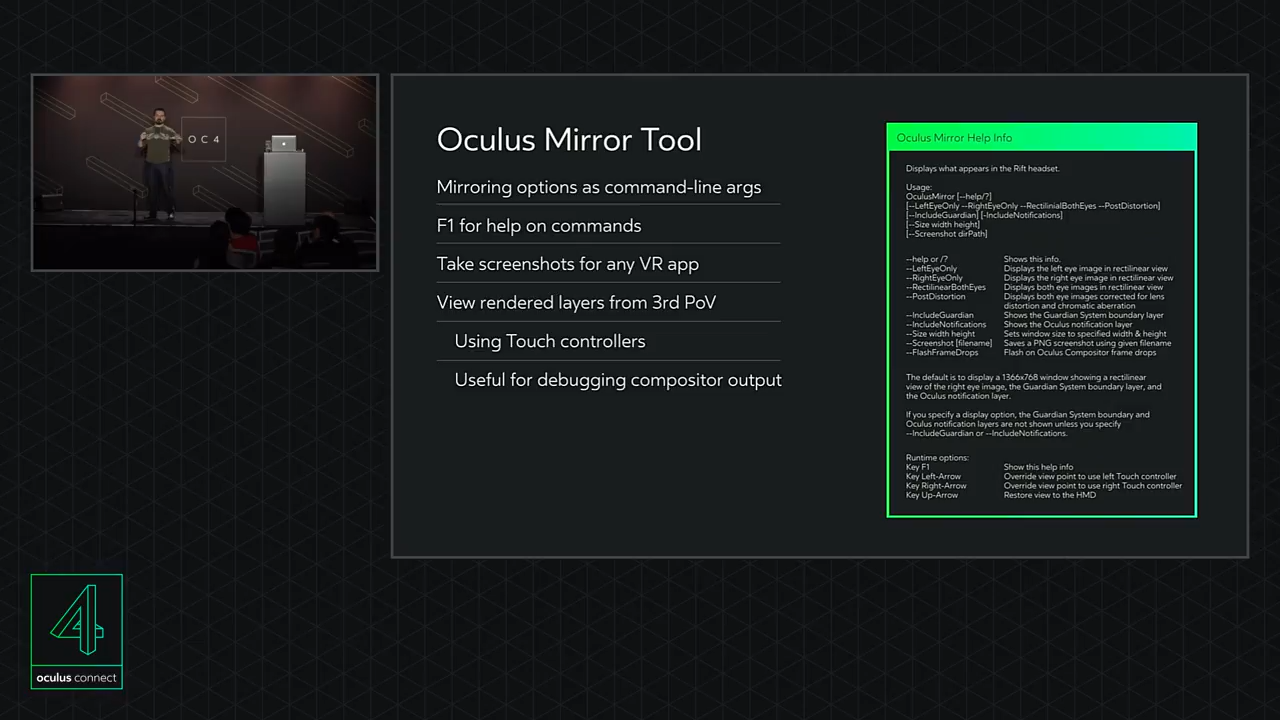 OC4
Oculus Mirror Tool
Mirroring options as command-line args
F1 for help on commands
Take screenshots for any VR app
View rendered layers from 3rd PoV
Using Touch controllers
Useful for debugging compositor output
Oculus Mirror Help Info
Displays what appears in the Rift headset.
Usage:
OculusMirror [--help/?]
[--LeftEyeOnly --RightEyeOnly --RectilinialBothEyes --PostDistortion]
[--IncludeGuardian] [-IncludeNotifications]
[--Size width height]
[--Screenshot dirPath]
--help or /? Shows this info.
--LeftEyeOnly Displays the left eye image in rectilinear view
--RightEyeOnly Displays the right eye image in rectilinear view
--RectilinearBothEyes Displays both eye images in rectilinear view
--PostDistortion Displays both eye images corrected for lens
distortion and chromatic aberration
--IncludeGuardian Shows the Guardian System boundary layer
--IncludeNotifications Shows the Oculus notification layer
--Size width height Sets window size to specified width & height
--Screenshot [filename] Saves a PNG screenshot using given filename
--FlashFrameDrops Flash on Oculus Compositor frame drops
The default is to display a 1366x768 window showing a rectilinear
view of the right eye image, the Guardian System boundary layer, and
the Oculus notification layer.
If you specify a display option, the Guardian System boundary and
Oculus notification layers are not shown unless you specify
--IncludeGuardian or --IncludeNotifications.
Runtime options:
Key F1 Show this help info
Key Left-Arrow Override view point to use left Touch controller
Key Right-Arrow Override view point to use right Touch controller
Key Up-Arrow Restore view to the HMD
4
oculus connect